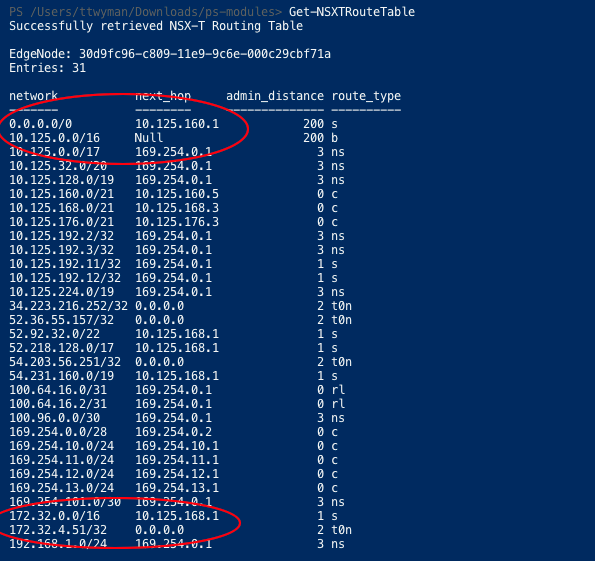 PS /Users/ttwyman/Downloads/ps-modules> Get-NSXTRouteTable
Successfully retrieved NSX-T Routing Table
EdgeNode: 30d9fc96-c809-11e9-9c6e-000c29cbf71a
Entries: 31
network next_hop admin_distance route_type
------- -------- -------------- ----------
0.0.0.0/0 10.125.160.1 200 s
10.125.0.0/16 Null 200 b
10.125.0.0/17 169.254.0.1 3 ns
10.125.32.0/20 169.254.0.1 3 ns
10.125.128.0/19 169.254.0.1 3 ns
10.125.160.0/21 10.125.160.5 0 c
10.125.168.0/21 10.125.168.3 0 c
10.125.176.0/21 10.125.176.3 0 c
10.125.192.2/32 169.254.0.1 3 ns
10.125.192.3/32 169.254.0.1 3 ns
10.125.192.11/32 169.254.0.1 1 s
10.125.192.12/32 169.254.0.1 1 s
10.125.224.0/19 169.254.0.1 3 ns
34.223.216.252/32 0.0.0.0 2 t0n
52.36.55.157/32 0.0.0.0 2 t0n
52.92.32.0/22 10.125.168.1 1 s
52.218.128.0/17 10.125.168.1 1 s
54.203.56.251/32 0.0.0.0 2 t0n
54.231.160.0/19 10.125.168.1 1 s
100.64.16.0/31 169.254.0.1 0 rl
100.64.16.2/31 169.254.0.1 0 rl
100.96.0.0/30 169.254.0.1 3 ns
169.254.0.0/28 169.254.0.2 0 c
169.254.10.0/24 169.254.10.1 0 c
169.254.11.0/24 169.254.11.1 0 c
169.254.12.0/24 169.254.12.1 0 c
169.254.13.0/24 169.254.13.1 0 c
169.254.101.0/30 169.254.0.1 3 ns
172.32.0.0/16 10.125.168.1 1 s
172.32.4.51/32 0.0.0.0 2 t0n
192.168.1.0/24 169.254.0.1 3 ns